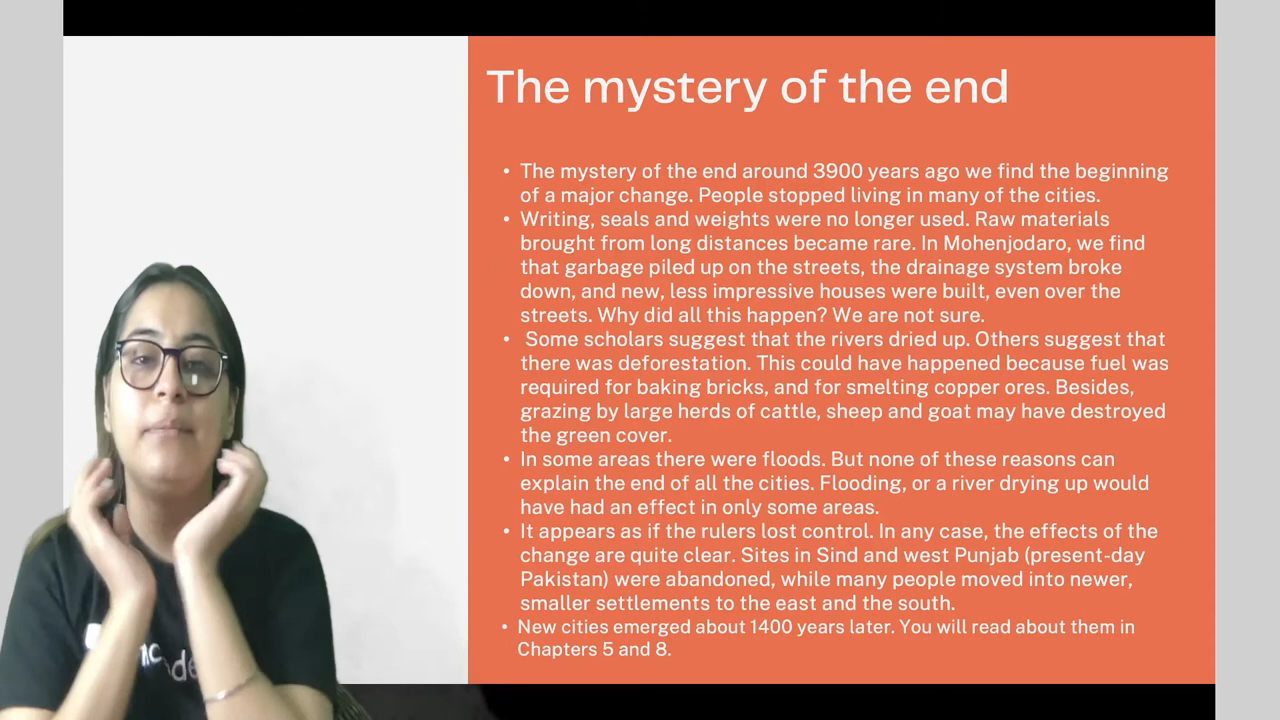 The mystery of the end
• The mystery of the end around 3900 years ago we find the beginning
of a major change. People stopped living in many of the cities.
• Writing, seals and weights were no longer used. Raw materials
brought from long distances became rare. In Mohenjodaro, we find
that garbage piled up on the streets, the drainage system broke
down, and new, less impressive houses were built, even over the
streets. Why did all this happen? We are not sure.
• Some scholars suggest that the rivers dried up. Others suggest that
there was deforestation. This could have happened because fuel was
required for baking bricks, and for smelting copper ores. Besides,
grazing by large herds of cattle, sheep and goat may have destroyed
the green cover.
• In some areas there were floods. But none of these reasons can
explain the end of all the cities. Flooding, or a river drying up would
have had an effect in only some areas.
• It appears as if the rulers lost control. In any case, the effects of the
change are quite clear. Sites in Sind and west Punjab (present-day
Pakistan) were abandoned, while many people moved into newer,
smaller settlements to the east and the south.
• New cities emerged about 1400 years later. You will read about them in
Chapters 5 and 8.